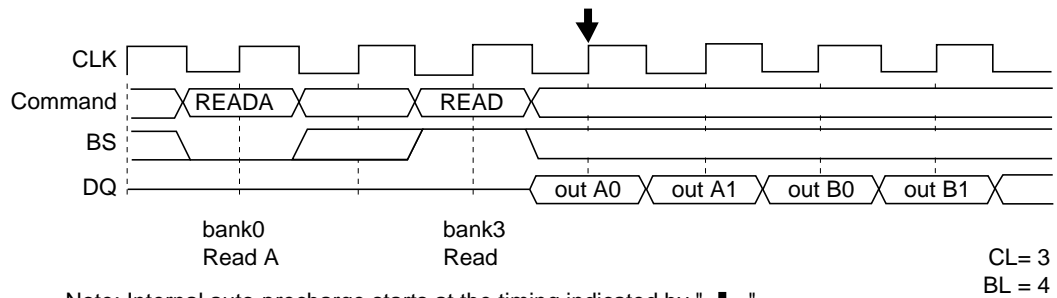 CLK
Command READA READ
BS
DQ out A0 out A1 out B0 out B1
bank0 bank3
Read A Read
CL= 3
BL = 4
Note: Internal auto-precharge starts at the timing indicated by " ".